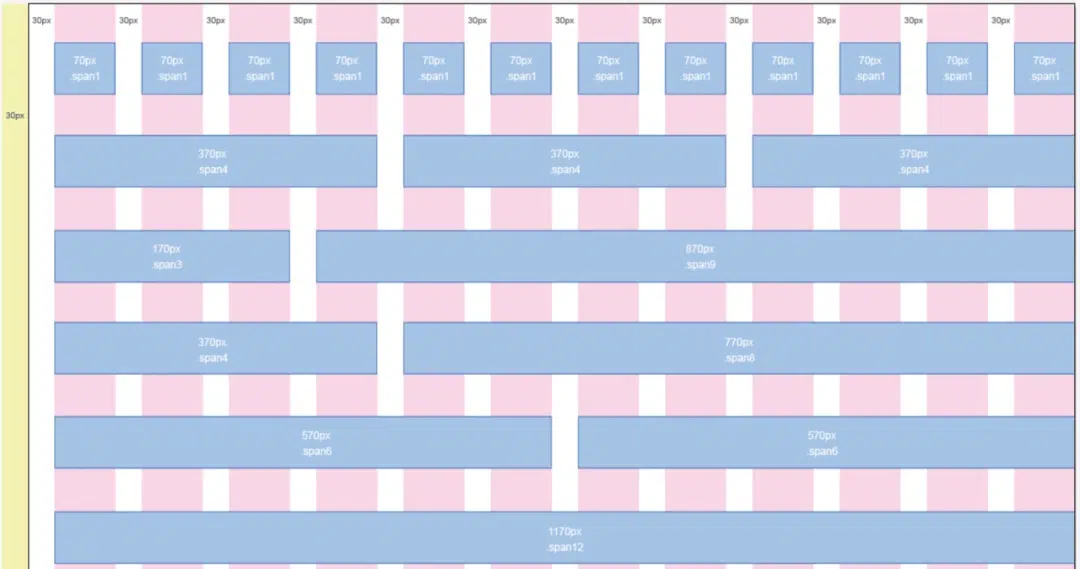 30px 30px 30px 30px 30px 30px 30px 30px 30px 30px 30px 30px
70px 70px 70px 70px 70px 70px 70px 70px 70px 70px 70px 70px
.span1 .span1 .span1 .span1 .span1 .span1 .span1 .span1 .span1 .span1 .span1 .span1
30px
370px 370px 370px
.span4 .span4 .span4
170px 870px
.span3 .span9
370px 770px
.span4 .span8
570px 570px
.span6 .span6
1170px
.span12